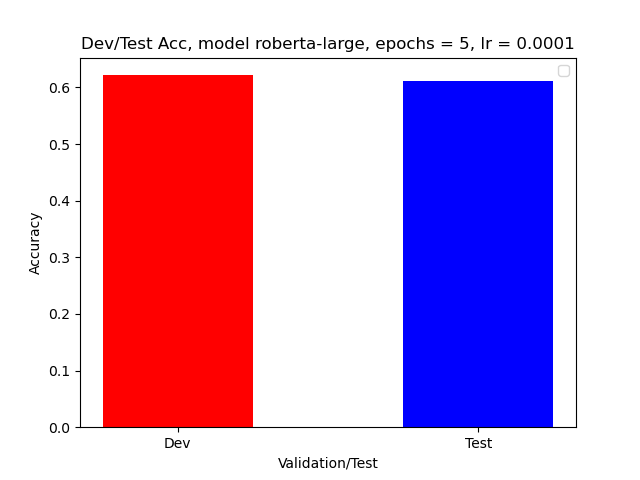 Dev/Test Acc, model roberta-large, epochs = 5, lr = 0.0001
0.6
0.5
0.4
0.3
0.2
0.1
0.0
Accuracy
Dev
Test
Validation/Test